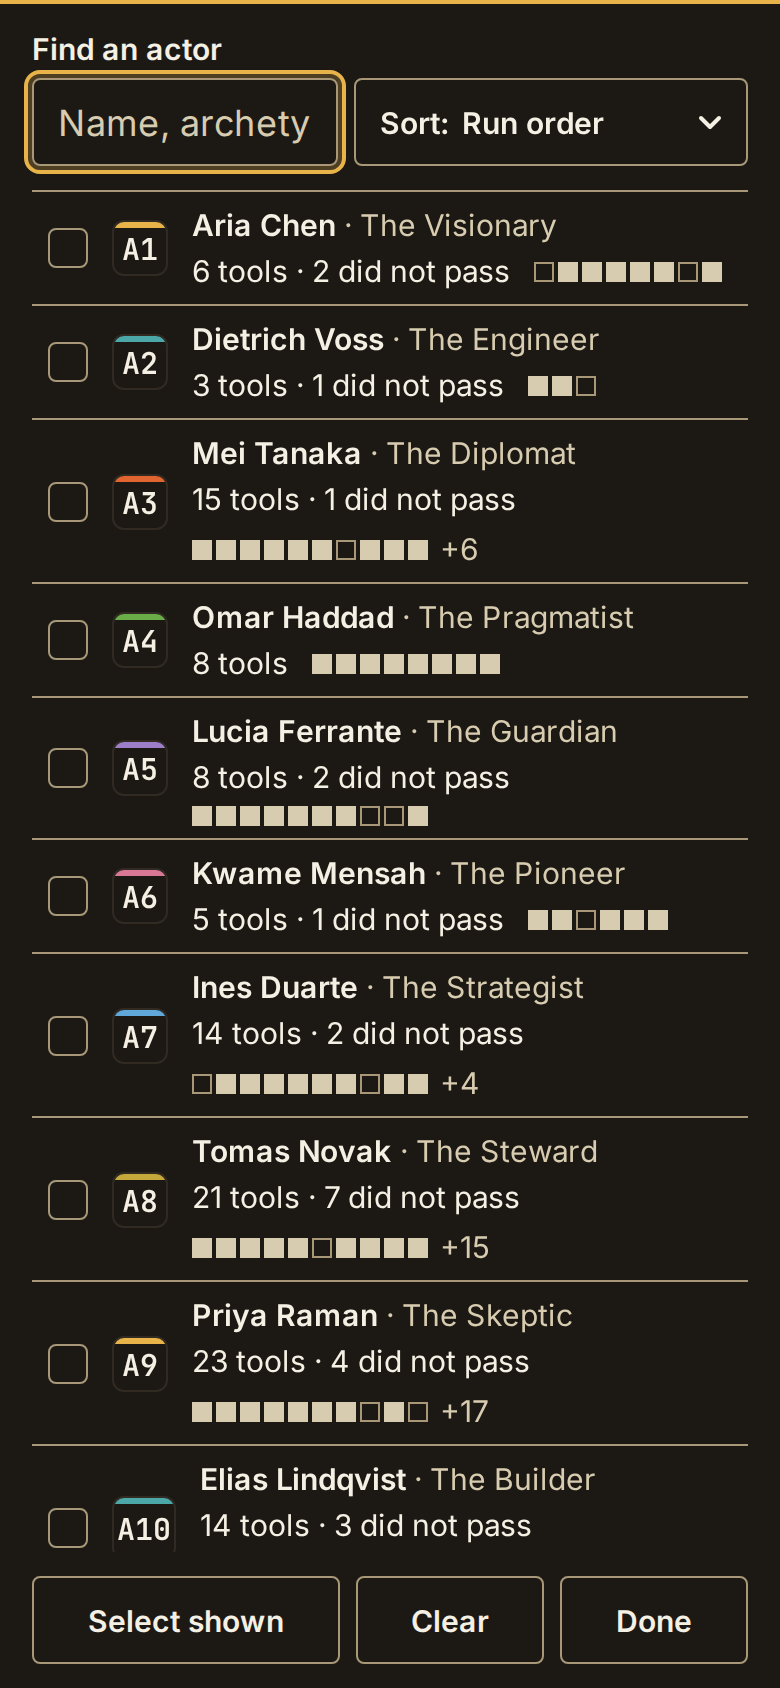 Find an actor
Name, archety
Sort: Run order
A1
Aria Chen · The Visionary
6 tools · 2 did not pass
A2
Dietrich Voss · The Engineer
3 tools · 1 did not pass
A3
Mei Tanaka · The Diplomat
15 tools · 1 did not pass
+6
A4
Omar Haddad · The Pragmatist
8 tools
A5
Lucia Ferrante · The Guardian
8 tools · 2 did not pass
A6
Kwame Mensah · The Pioneer
5 tools · 1 did not pass
A7
Ines Duarte · The Strategist
14 tools · 2 did not pass
+4
A8
Tomas Novak · The Steward
21 tools · 7 did not pass
+15
A9
Priya Raman · The Skeptic
23 tools · 4 did not pass
+17
A10
Elias Lindqvist · The Builder
14 tools · 3 did not pass
Select shown
Clear
Done